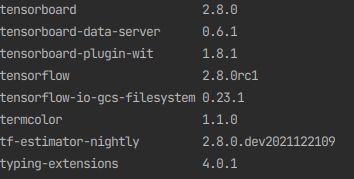 tensorboard 2.8.0
tensorboard-data-server 0.6.1
tensorboard-plugin-wit 1.8.1
tensorflow 2.8.0rc1
tensorflow-io-gcs-filesystem 0.23.1
termcolor 1.1.0
tf-estimator-nightly 2.8.0.dev2021122109
typing-extensions 4.0.1